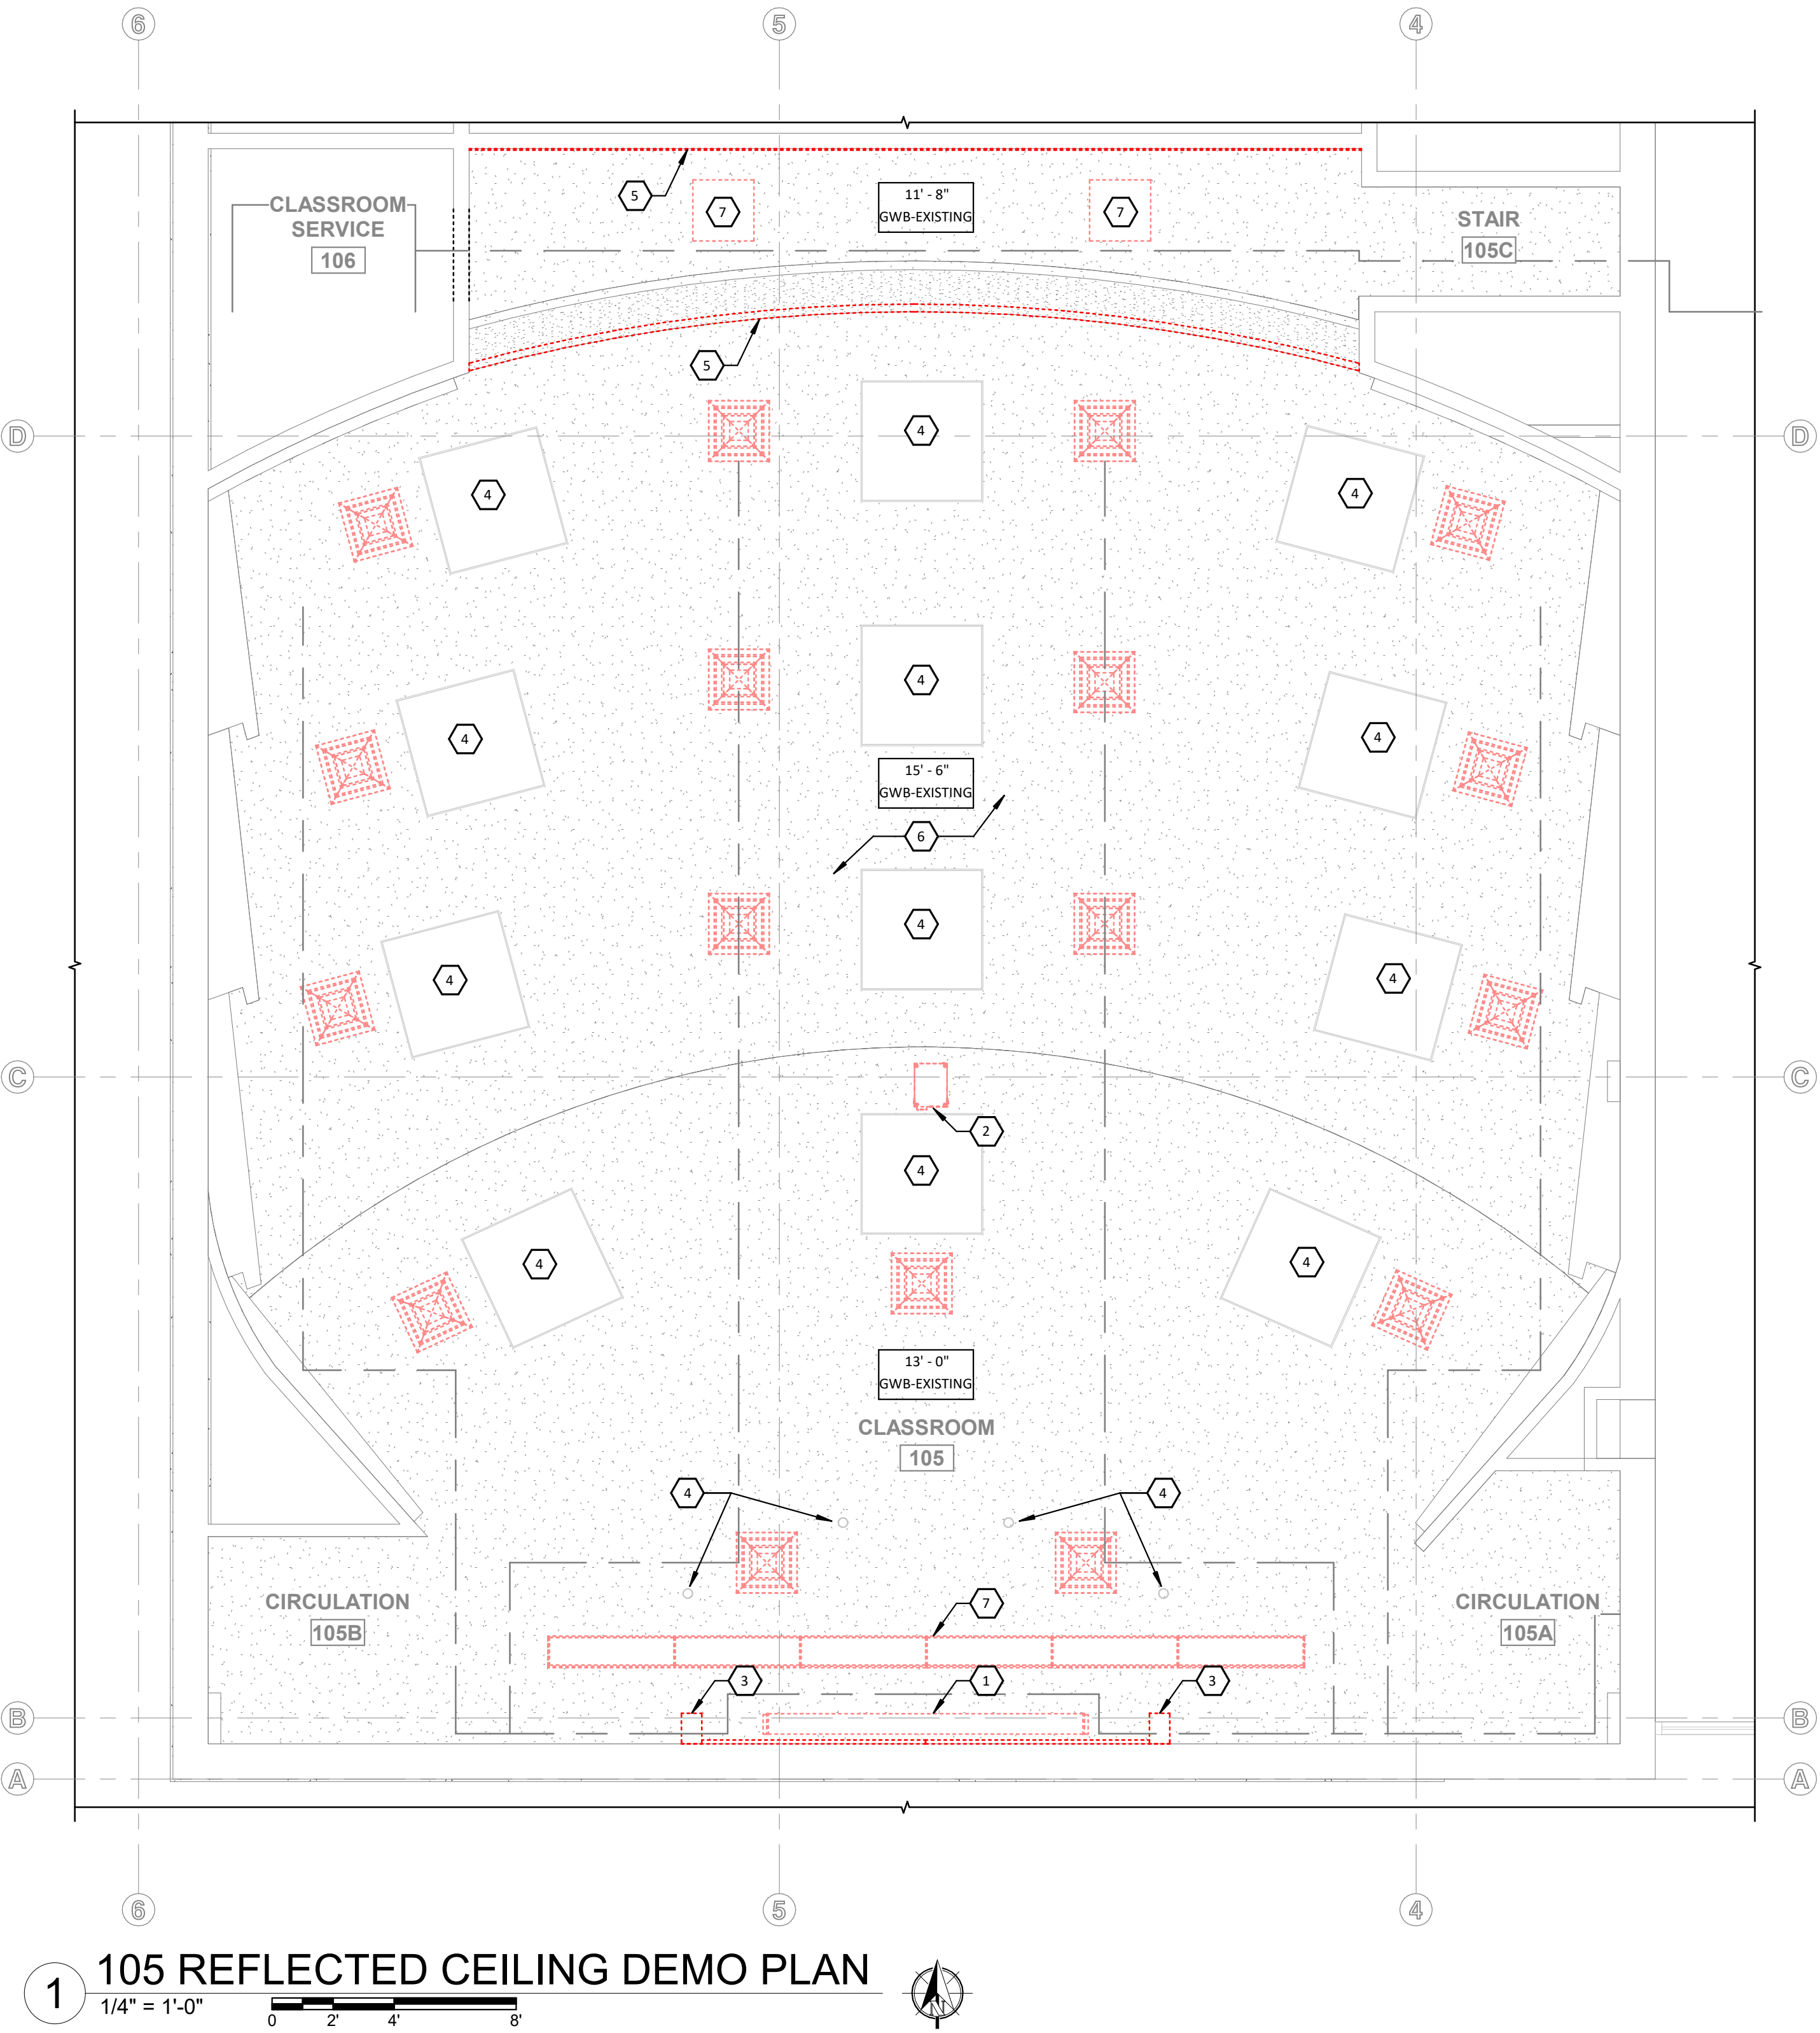 6 5 4
5 7 11' - 8" 7
GWB-EXISTING
CLASSROOM
SERVICE
106
STAIR
105C
5
D D
4
4 4
4
4 4
15' - 6"
GWB-EXISTING
6
4
4 4
C C
2
4
4 4
13' - 0"
GWB-EXISTING
CLASSROOM
105
4 4
CIRCULATION
105B
CIRCULATION
105A
7
3 1 3
B B
A A
6 5 4
1 105 REFLECTED CEILING DEMO PLAN
1/4" = 1'-0"
0 2' 4' 8'
N